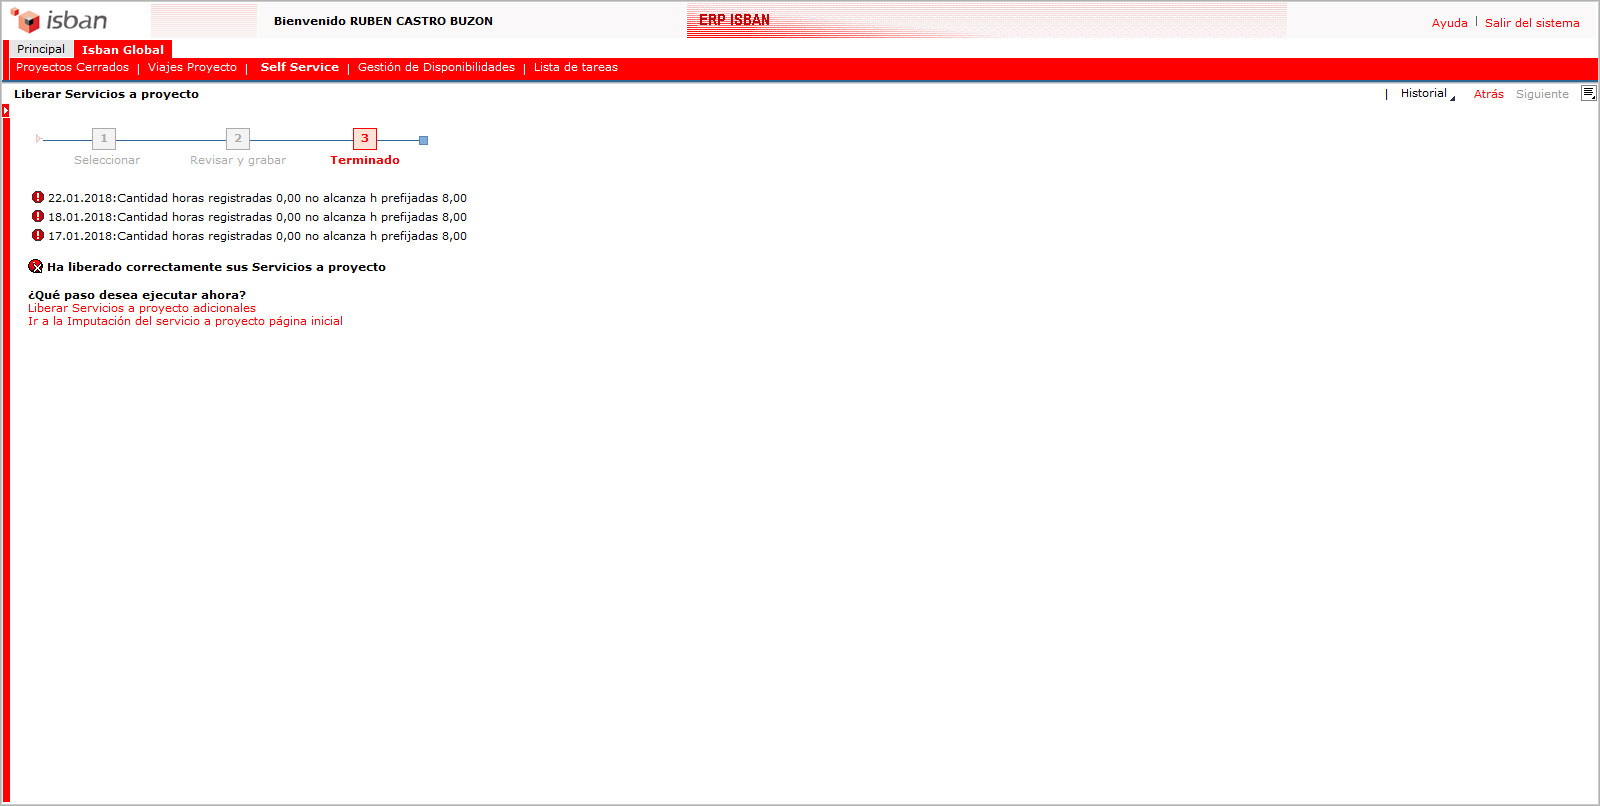 isban
Bienvenido RUBEN CASTRO BUZON
ERP ISBAN
Ayuda | Salir del sistema
Principal
Isban Global
Proyectos Cerrados | Viajes Proyecto | Self Service | Gestión de Disponibilidades | Lista de tareas
Liberar Servicios a proyecto
| Historial Atrás Siguiente
1
2
3
Seleccionar
Revisar y grabar
Terminado
22.01.2018:Cantidad horas registradas 0,00 no alcanza h prefijadas 8,00
18.01.2018:Cantidad horas registradas 0,00 no alcanza h prefijadas 8,00
17.01.2018:Cantidad horas registradas 0,00 no alcanza h prefijadas 8,00
Ha liberado correctamente sus Servicios a proyecto
¿Qué paso desea ejecutar ahora?
Liberar Servicios a proyecto adicionales
Ir a la Imputación del servicio a proyecto página inicial